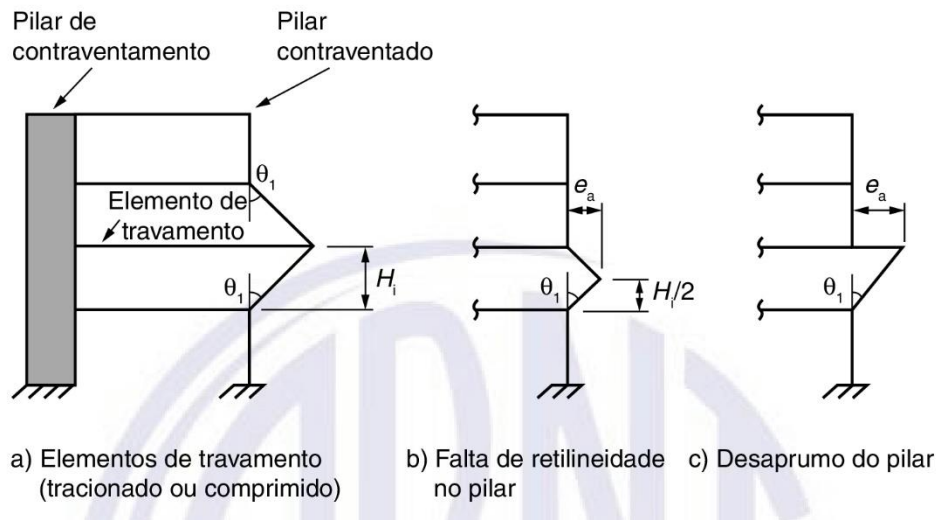 Pilar de
contraventamento
Pilar
contraventado
θ1
Elemento de
travamento
θ1
Hi
ea
θ1
Hi/2
ea
θ1
a) Elementos de travamento
(tracionado ou comprimido)
b) Falta de retilineidade
no pilar
c) Desaprumo do pilar